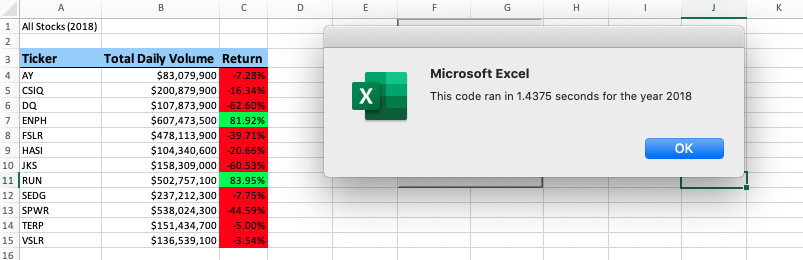 A B C D E F G H I J K
1 All Stocks (2018)
2
3 Ticker Total Daily Volume Return
4 AY $83,079,900 -7.28%
5 CSIQ $200,879,900 -16.34%
6 DQ $107,873,900 -62.60%
7 ENPH $607,473,500 81.92%
8 FSLR $478,113,900 -39.71%
9 HASI $104,340,600 -20.66%
10 JKS $158,309,000 -60.53%
11 RUN $502,757,100 83.95%
12 SEDG $237,212,300 -7.75%
13 SPWR $538,024,300 -44.59%
14 TERP $151,434,700 -5.00%
15 VSLR $136,539,100 -3.54%
16
X
Microsoft Excel
This code ran in 1.4375 seconds for the year 2018
OK